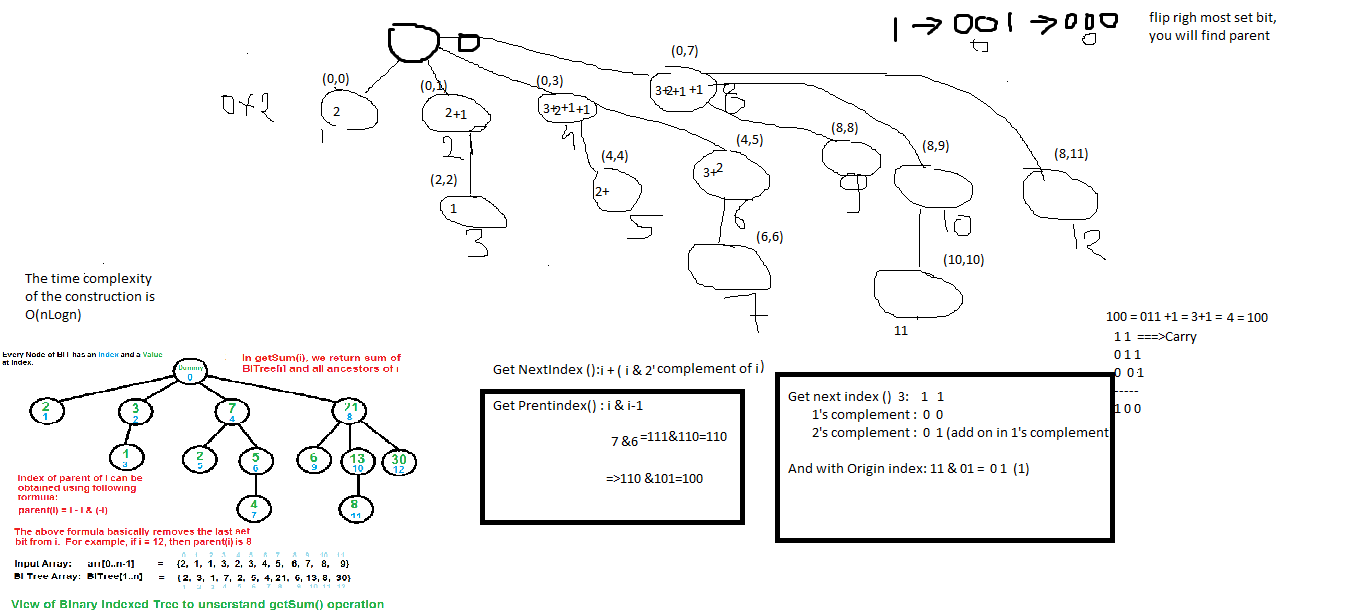 1 → 001 → 000
flip righ most set bit,
you will find parent
0+2
(0,0)
2
1
(0,1)
2+1
2
(2,2)
1
3
(0,3)
3+2+1+1
4
(4,4)
2+
5
(0,7)
3+2+1 +1
8
(4,5)
3+2
6
(6,6)
7
(8,8)
9
(8,9)
10
(10,10)
11
(8,11)
12
The time complexity
of the construction is
O(nLogn)
100 = 011 +1 = 3+1 = 4 = 100
1 1 ===>Carry
0 1 1
0 0 1
-----
1 0 0
Every Node of BIT has an Index and a Value
at Index.
In getSum(i), we return sum of
BITree[i] and all ancestors of i
Dummy
0
2
1
3
2
7
4
21
8
1
3
2
5
5
6
6
9
13
10
30
12
4
7
8
11
Index of parent of i can be
obtained using following
formula:
parent(i) = i - i & (-i)
The above formula basically removes the last set
bit from i. For example, if i = 12, then parent(i) is 8
0 1 2 3 4 5 6 7 8 9 10 11
Input Array: arr[0..n-1] = {2, 1, 1, 3, 2, 3, 4, 5, 6, 7, 8, 9}
BI Tree Array: BITree[1..n] = {2, 3, 1, 7, 2, 5, 4, 21, 6, 13, 8, 30}
1 2 3 4 5 6 7 8 9 10 11 12
View of Binary Indexed Tree to unserstand getSum() operation
Get NextIndex ():i + ( i & 2' complement of i)
Get Prentindex() : i & i-1
7 &6 =111&110=110
=>110 &101=100
Get next index () 3: 1 1
1's complement : 0 0
2's complement : 0 1 (add on in 1's complement
And with Origin index: 11 & 01 = 0 1 (1)